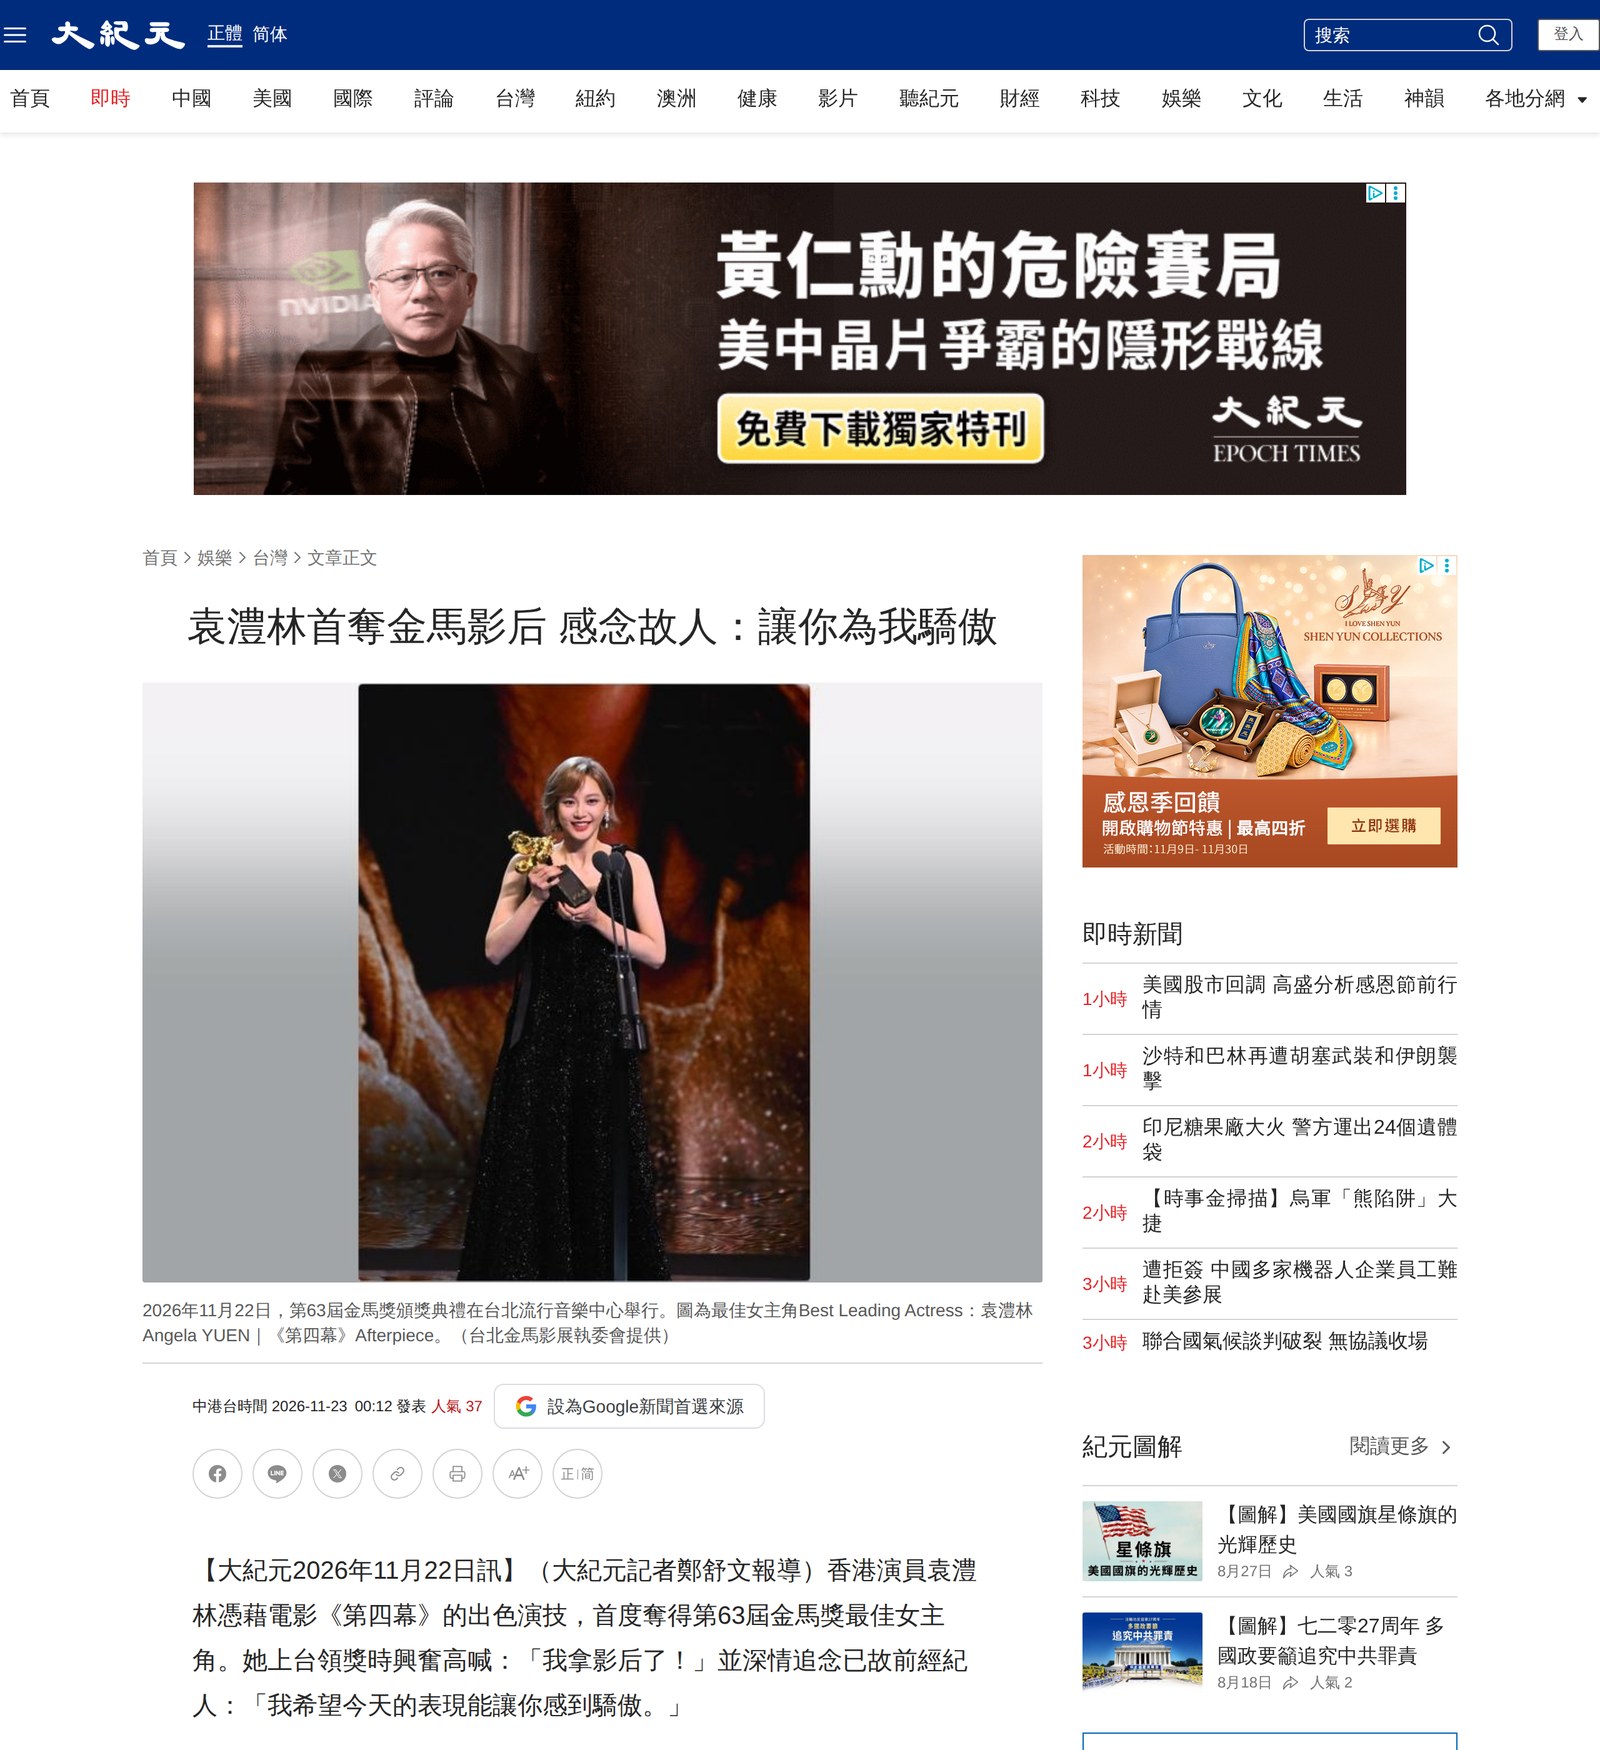 大紀元 正體 简体 搜索 登入
首頁 即時 中國 美國 國際 評論 台灣 紐約 澳洲 健康 影片 聽紀元 財經 科技 娛樂 文化 生活 神韻 各地分網
NVIDIA
黃仁勳的危險賽局
美中晶片爭霸的隱形戰線
免費下載獨家特刊
大紀元
EPOCH TIMES
首頁 > 娛樂 > 台灣 > 文章正文
袁澧林首奪金馬影后 感念故人：讓你為我驕傲
2026年11月22日，第63屆金馬獎頒獎典禮在台北流行音樂中心舉行。圖為最佳女主角Best Leading Actress：袁澧林
Angela YUEN｜《第四幕》Afterpiece。（台北金馬影展執委會提供）
中港台時間 2026-11-23 00:12 發表 人氣 37 設為Google新聞首選來源
LINE AA+ 正|简
【大紀元2026年11月22日訊】（大紀元記者鄭舒文報導）香港演員袁澧
林憑藉電影《第四幕》的出色演技，首度奪得第63屆金馬獎最佳女主
角。她上台領獎時興奮高喊：「我拿影后了！」並深情追念已故前經紀
人：「我希望今天的表現能讓你感到驕傲。」
I LOVE SHEN YUN
SHEN YUN COLLECTIONS
感恩季回饋
開啟購物節特惠 | 最高四折
活動時間:11月9日- 11月30日
立即選購
即時新聞
1小時 美國股市回調 高盛分析感恩節前行
情
1小時 沙特和巴林再遭胡塞武裝和伊朗襲
擊
2小時 印尼糖果廠大火 警方運出24個遺體
袋
2小時 【時事金掃描】烏軍「熊陷阱」大
捷
3小時 遭拒簽 中國多家機器人企業員工難
赴美參展
3小時 聯合國氣候談判破裂 無協議收場
紀元圖解 閱讀更多
星條旗
美國國旗的光輝歷史
【圖解】美國國旗星條旗的
光輝歷史
8月27日 人氣 3
追究中共罪責
【圖解】七二零27周年 多
國政要籲追究中共罪責
8月18日 人氣 2